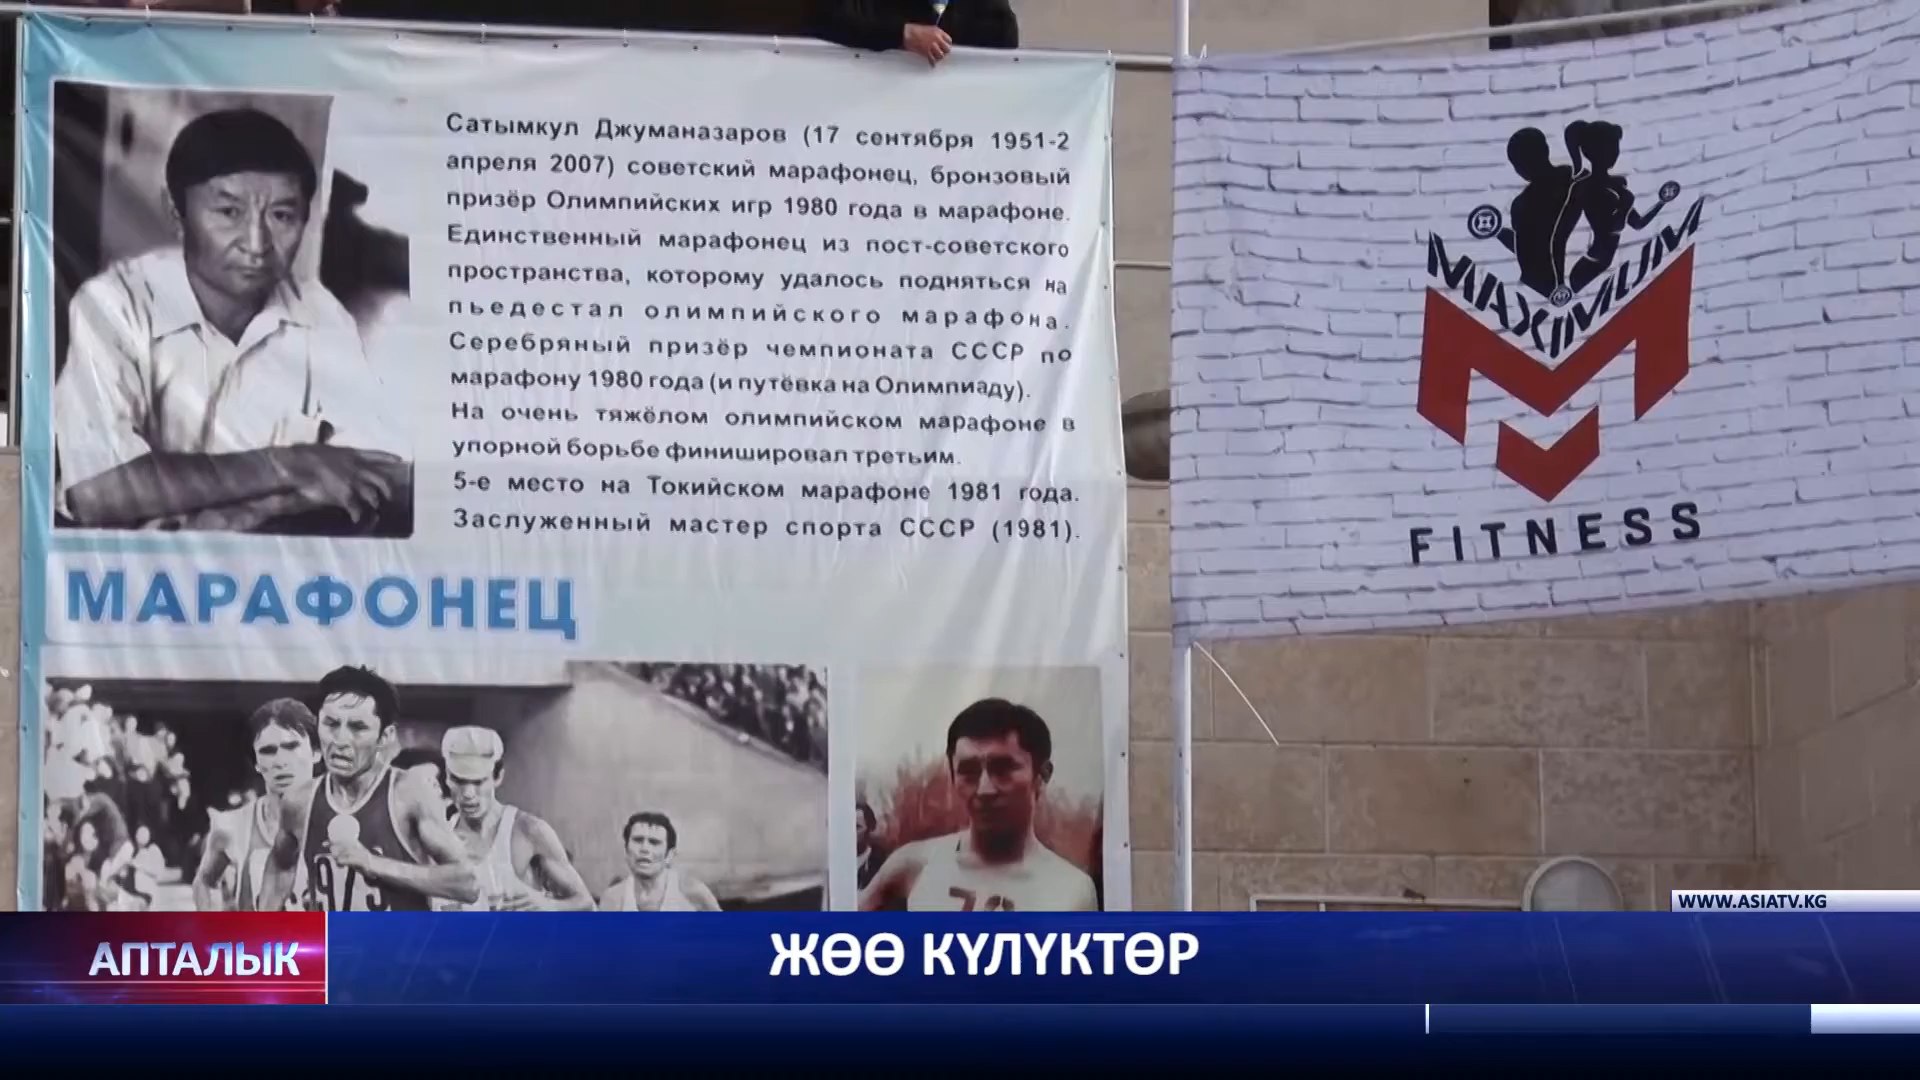 Сатымкул Джуманазаров (17 сентября 1951-2
апреля 2007) советский марафонец, бронзовый
призёр Олимпийских игр 1980 года в марафоне.
Единственный марафонец из пост-советского
пространства, которому удалось подняться на
пьедестал олимпийского марафона.
Серебряный призёр чемпионата СССР по
марафону 1980 года (и путёвка на Олимпиаду).
На очень тяжёлом олимпийском марафоне в
упорной борьбе финишировал третьим.
5-е место на Токийском марафоне 1981 года.
Заслуженный мастер спорта СССР (1981).
МАРАФОНЕЦ
MAXIMUM
FITNESS
WWW.ASIATV.KG
АПТАЛЫК
ЖӨӨ КҮЛҮКТӨР